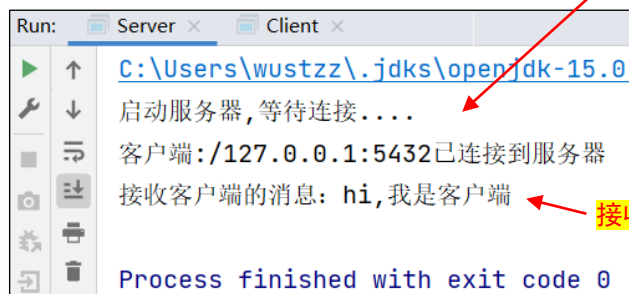 Run: Server × Client ×
C:\Users\wustzz\.jdks\openjdk-15.0
启动服务器,等待连接....
客户端:/127.0.0.1:5432已连接到服务器
接收客户端的消息: hi,我是客户端
接收
Process finished with exit code 0